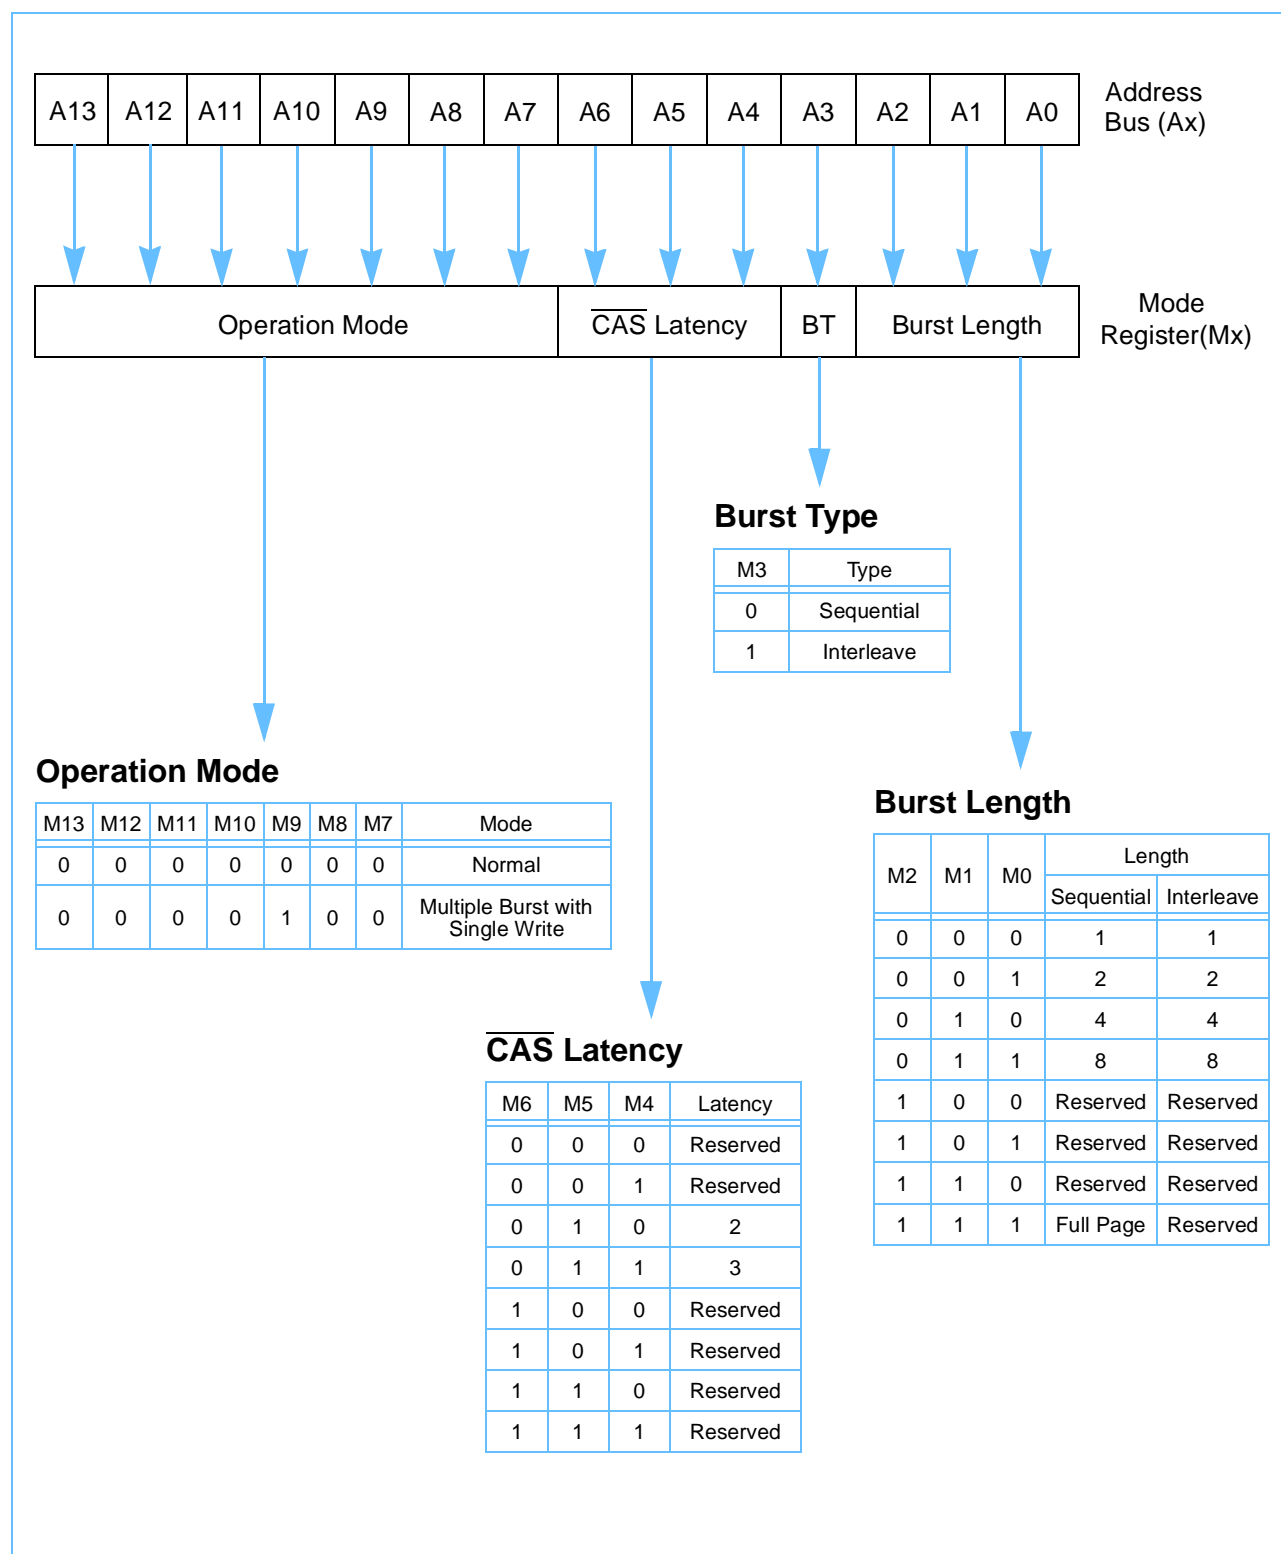 A13 A12 A11 A10 A9 A8 A7 A6 A5 A4 A3 A2 A1 A0
Address
Bus (Ax)
Operation Mode CAS Latency BT Burst Length
Mode
Register(Mx)
Burst Type
M3 Type
0 Sequential
1 Interleave
Operation Mode
M13 M12 M11 M10 M9 M8 M7 Mode
0 0 0 0 0 0 0 Normal
0 0 0 0 1 0 0 Multiple Burst with
Single Write
Burst Length
M2 M1 M0 Length
Sequential Interleave
0 0 0 1 1
0 0 1 2 2
0 1 0 4 4
0 1 1 8 8
1 0 0 Reserved Reserved
1 0 1 Reserved Reserved
1 1 0 Reserved Reserved
1 1 1 Full Page Reserved
CAS Latency
M6 M5 M4 Latency
0 0 0 Reserved
0 0 1 Reserved
0 1 0 2
0 1 1 3
1 0 0 Reserved
1 0 1 Reserved
1 1 0 Reserved
1 1 1 Reserved